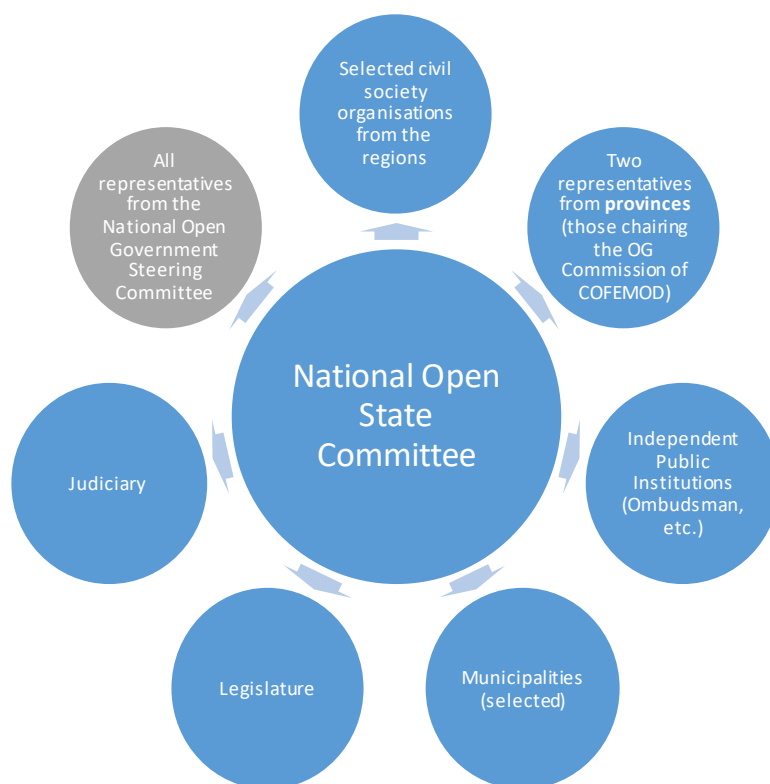 Selected civil
society
organisations
from the
regions
Two
representatives
from provinces
(those chairing
the OG
Commission of
COFEMOD)
Independent
Public
Institutions
(Ombudsman,
etc.)
Municipalities
(selected)
Legislature
Judiciary
All
representatives
from the
National Open
Government
Steering
Committee
National Open
State
Committee